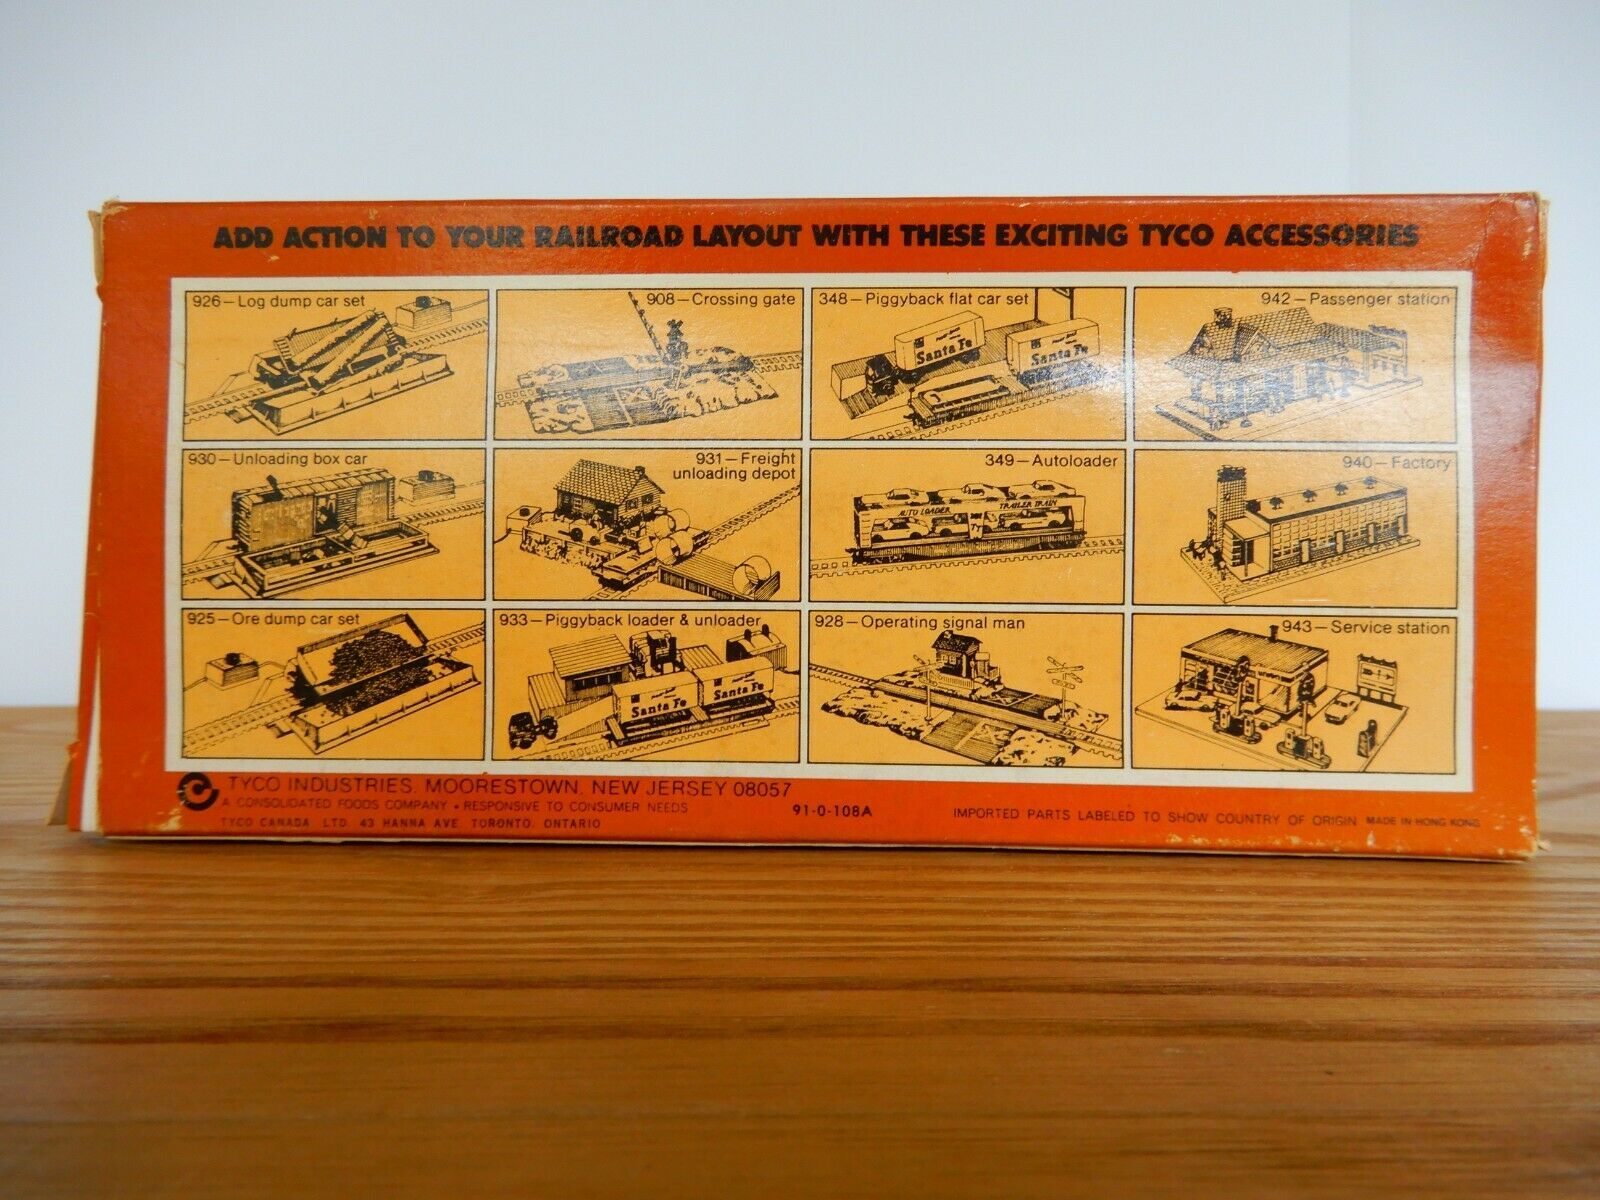 ADD ACTION TO YOUR RAILROAD LAYOUT WITH THESE EXCITING TYCO ACCESSORIES
926–Log dump car set
908–Crossing gate
348–Piggyback flat car set
Santa Fe
Santa Fe
942–Passenger station
930–Unloading box car
931–Freight
unloading depot
349–Autoloader
AUTO LOADER
TRAILER TRAIN
940–Factory
925–Ore dump car set
933–Piggyback loader & unloader
Santa Fe
Santa Fe
928–Operating signal man
943–Service station
TYCO INDUSTRIES, MOORESTOWN, NEW JERSEY 08057
A CONSOLIDATED FOODS COMPANY • RESPONSIVE TO CONSUMER NEEDS
TYCO CANADA LTD. 43 HANNA AVE. TORONTO, ONTARIO
91-0-108A
IMPORTED PARTS LABELED TO SHOW COUNTRY OF ORIGIN MADE IN HONG KONG